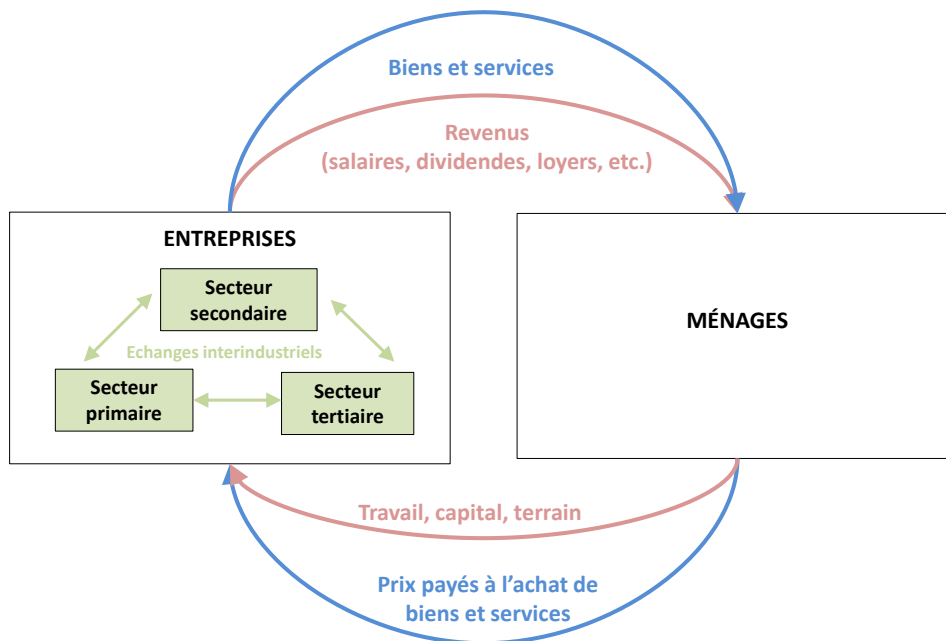 Biens et services
Revenus
(salaires, dividendes, loyers, etc.)
ENTREPRISES
Secteur
secondaire
Echanges interindustriels
Secteur
primaire
Secteur
tertiaire
MÉNAGES
Travail, capital, terrain
Prix payés à l’achat de
biens et services